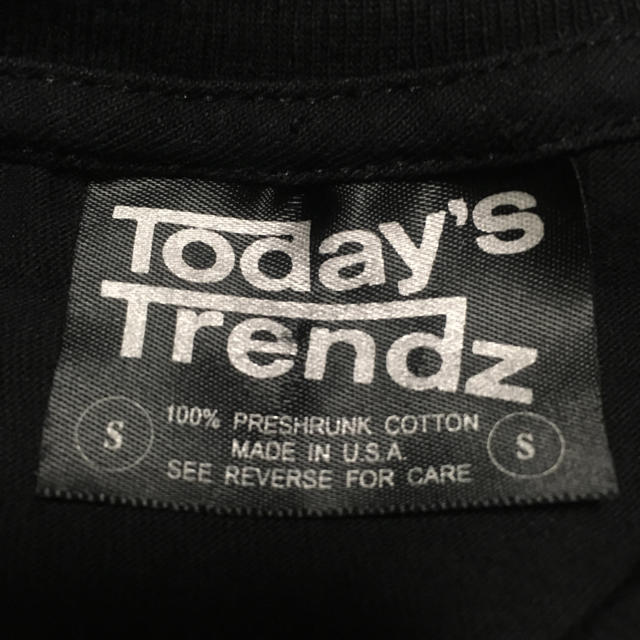 Today's
Trendz
S
100% PRESHRUNK COTTON
MADE IN U.S.A.
SEE REVERSE FOR CARE
S